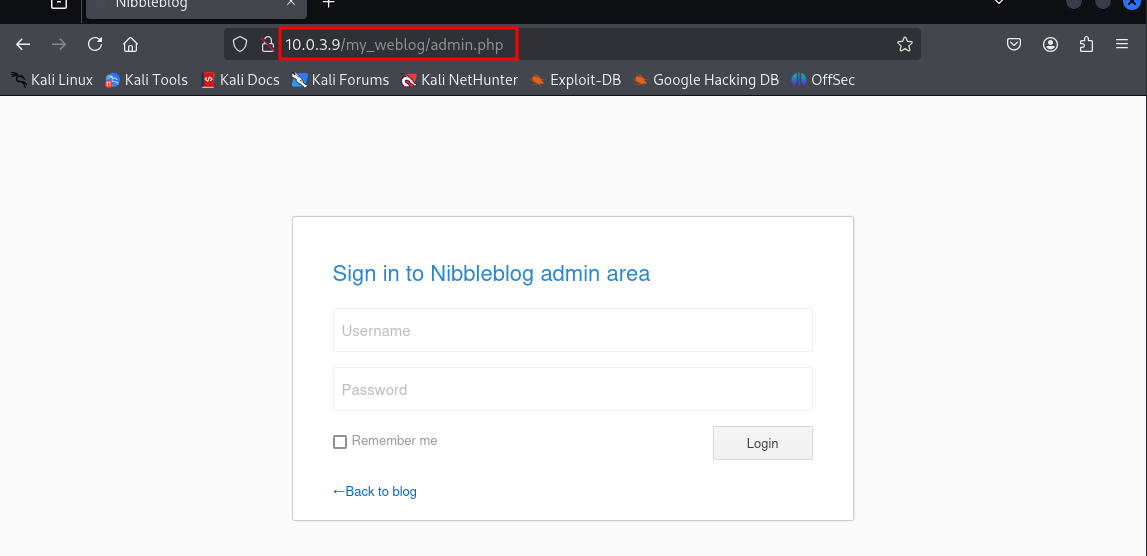 Nibbleblog
10.0.3.9/my_weblog/admin.php
Kali Linux Kali Tools Kali Docs Kali Forums Kali NetHunter Exploit-DB Google Hacking DB OffSec
Sign in to Nibbleblog admin area
Username
Password
Remember me Login
←Back to blog